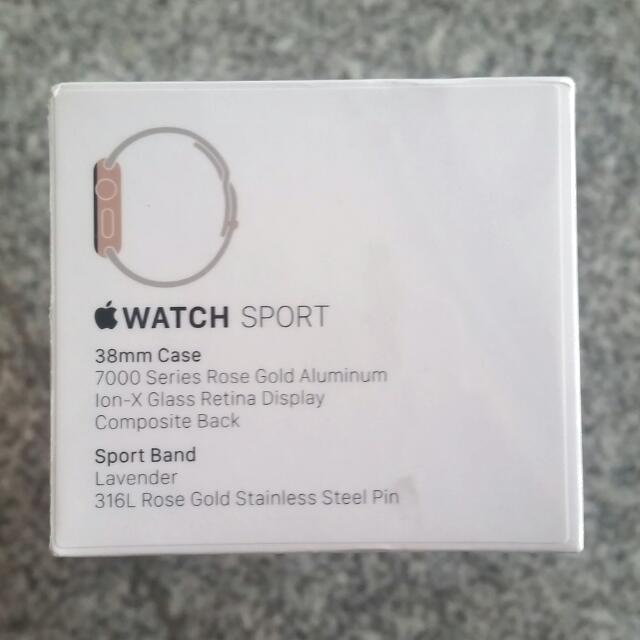 WATCH SPORT
38mm Case
7000 Series Rose Gold Aluminum
Ion-X Glass Retina Display
Composite Back
Sport Band
Lavender
316L Rose Gold Stainless Steel Pin